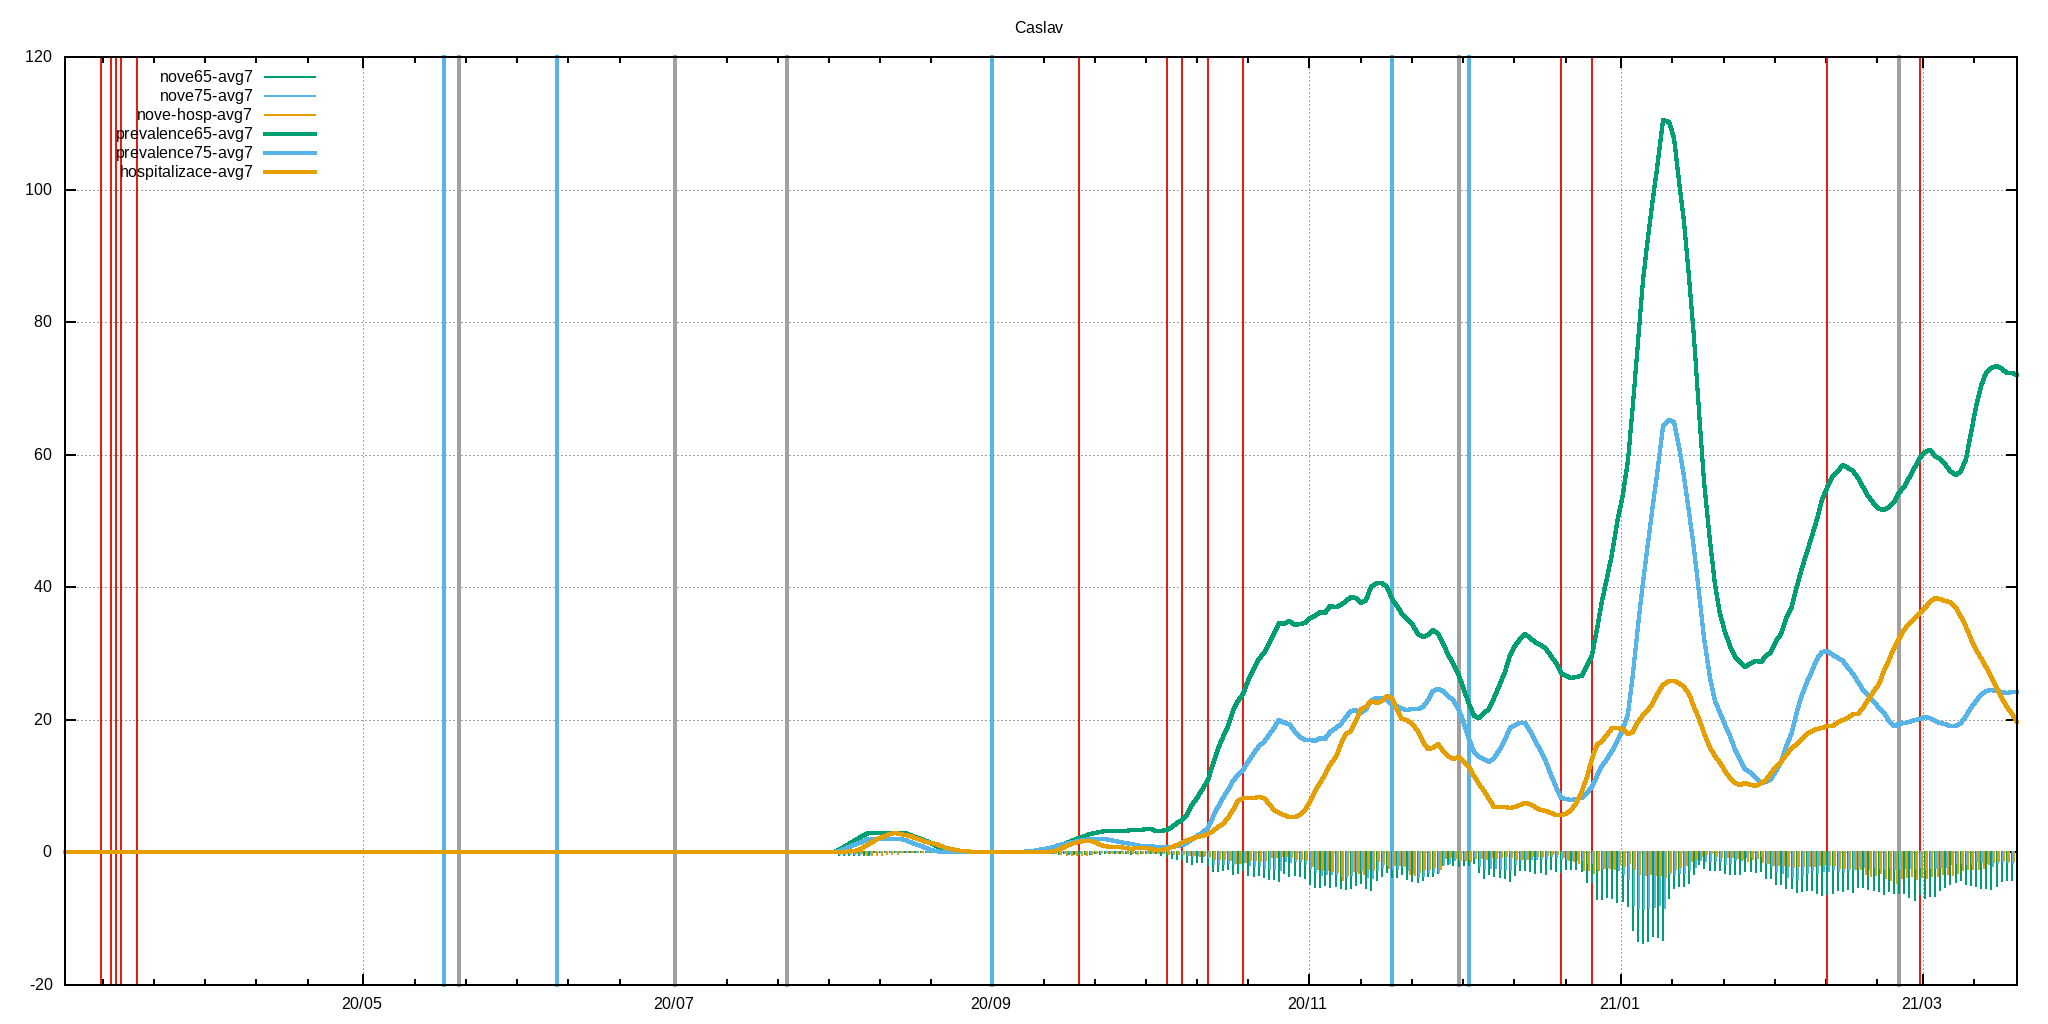 Caslav
120
nove65-avg7
nove75-avg7
nove-hosp-avg7
prevalence65-avg7
prevalence75-avg7
hospitalizace-avg7
100
80
60
40
20
0
-20
20/05 20/07 20/09 20/11 21/01 21/03